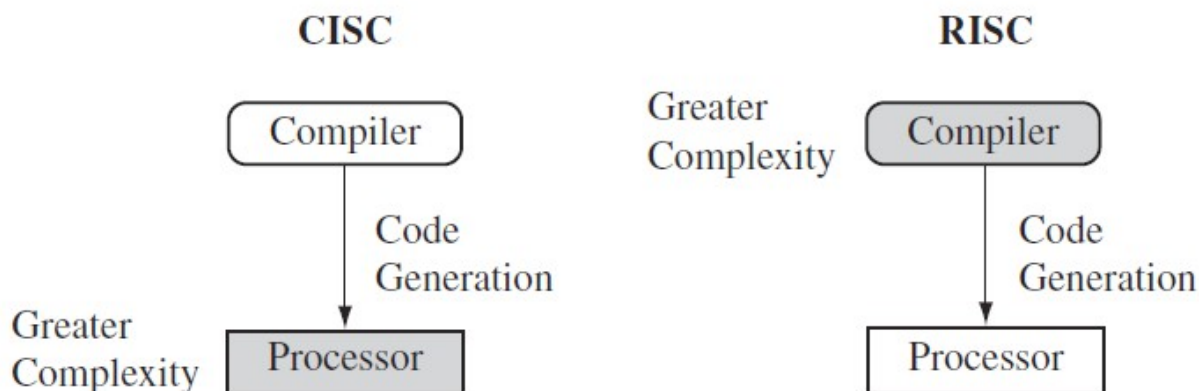 CISC
Compiler
Code
Generation
Greater
Complexity
Processor
RISC
Greater
Complexity
Compiler
Code
Generation
Processor